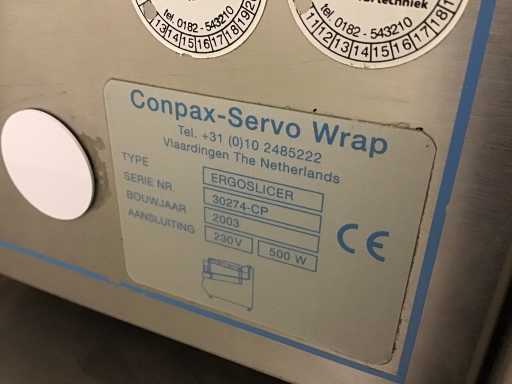 tel. 0182 - 543210
13 14 15 16 17 18 19 20
techniek
tel. 0182 - 543210
11 12 13 14 15 16 17 18
Conpax-Servo Wrap
Tel. +31 (0)10 2485222
Vlaardingen The Netherlands
TYPE ERGOSLICER
SERIE NR 30274-CP
BOUWJAAR 2003
AANSLUITING 230V 500 W
CE